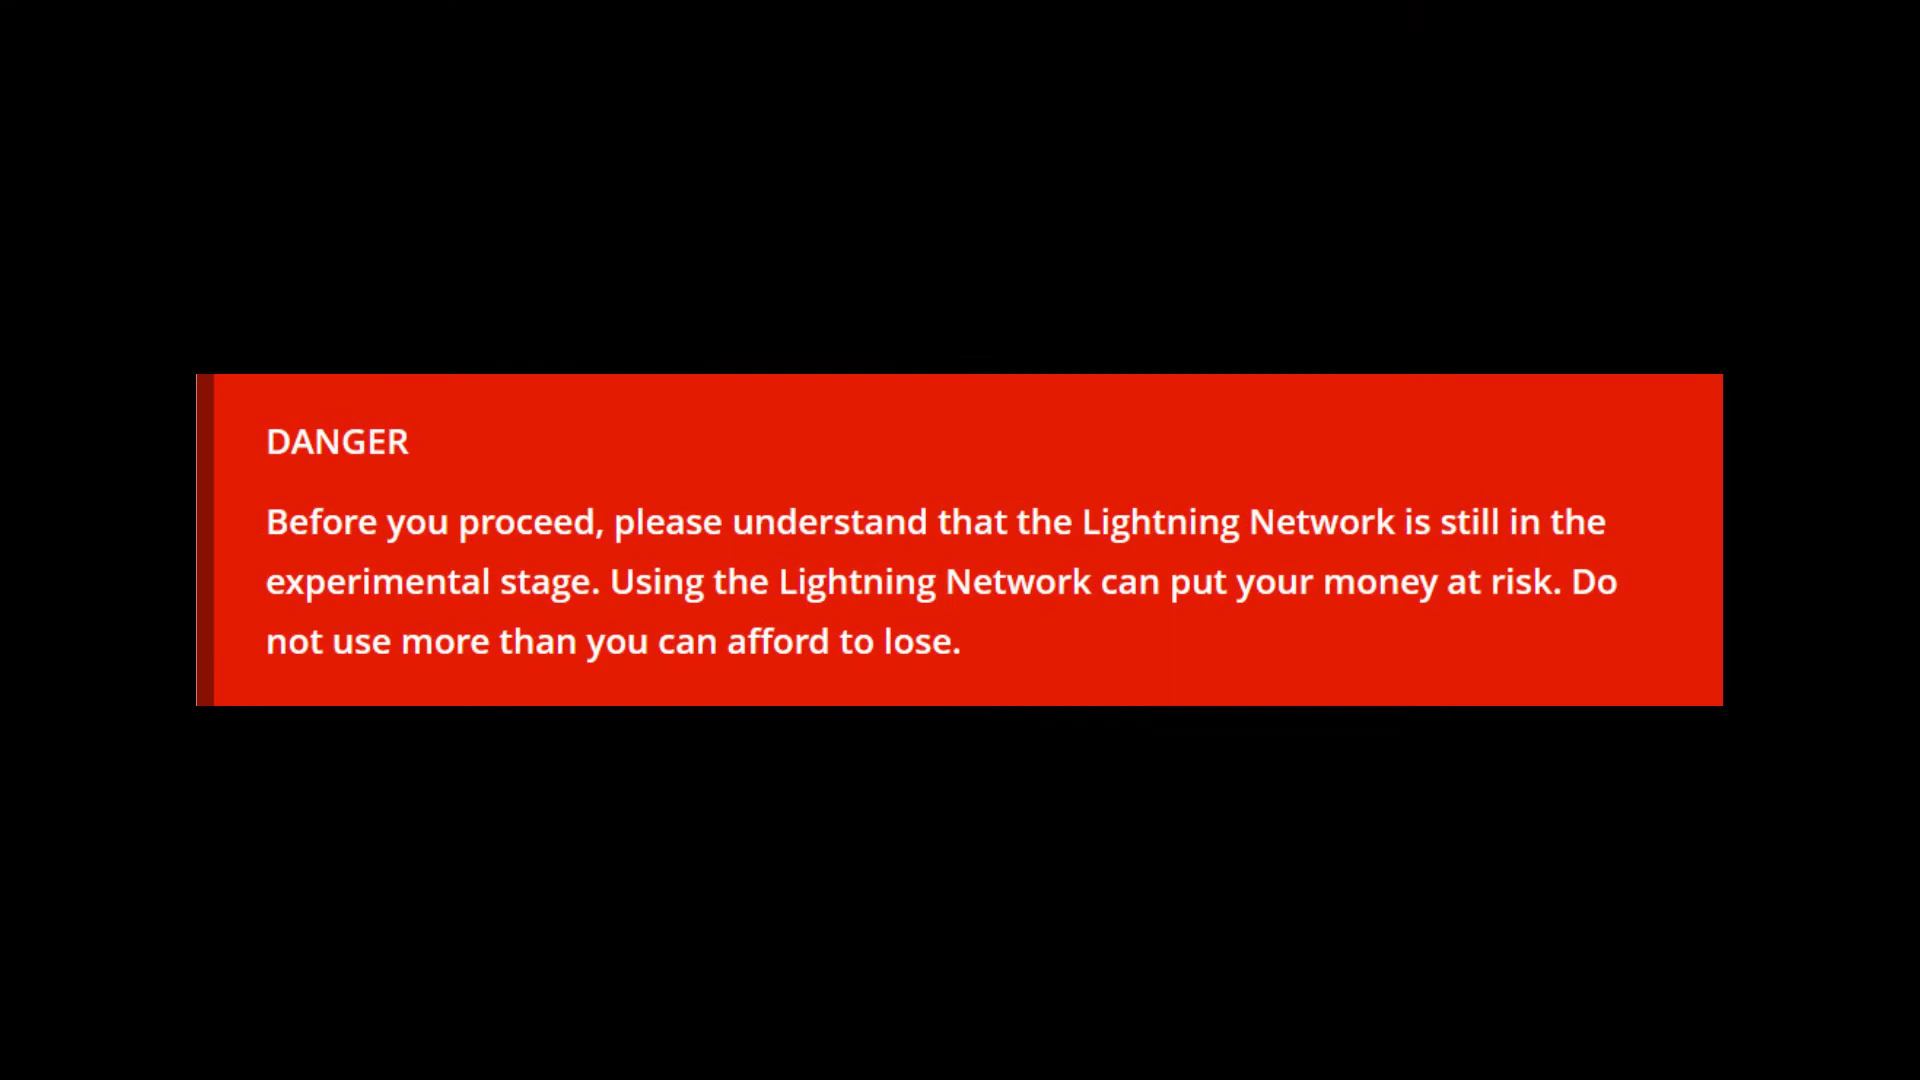 DANGER
Before you proceed, please understand that the Lightning Network is still in the
experimental stage. Using the Lightning Network can put your money at risk. Do
not use more than you can afford to lose.